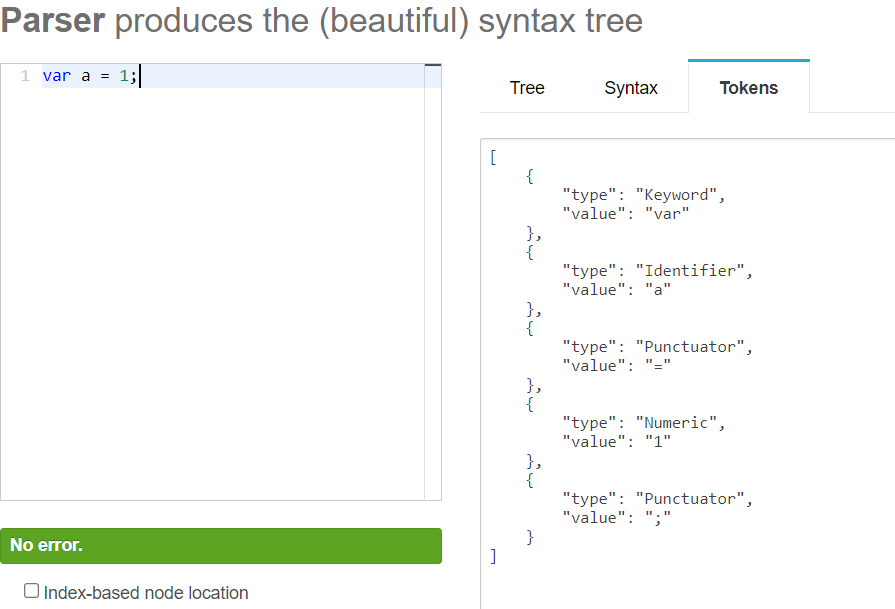 Parser produces the (beautiful) syntax tree
1 var a = 1;
Tree Syntax Tokens
[
    {
        "type": "Keyword",
        "value": "var"
    },
    {
        "type": "Identifier",
        "value": "a"
    },
    {
        "type": "Punctuator",
        "value": "="
    },
    {
        "type": "Numeric",
        "value": "1"
    },
    {
        "type": "Punctuator",
        "value": ";"
    }
]
No error.
Index-based node location